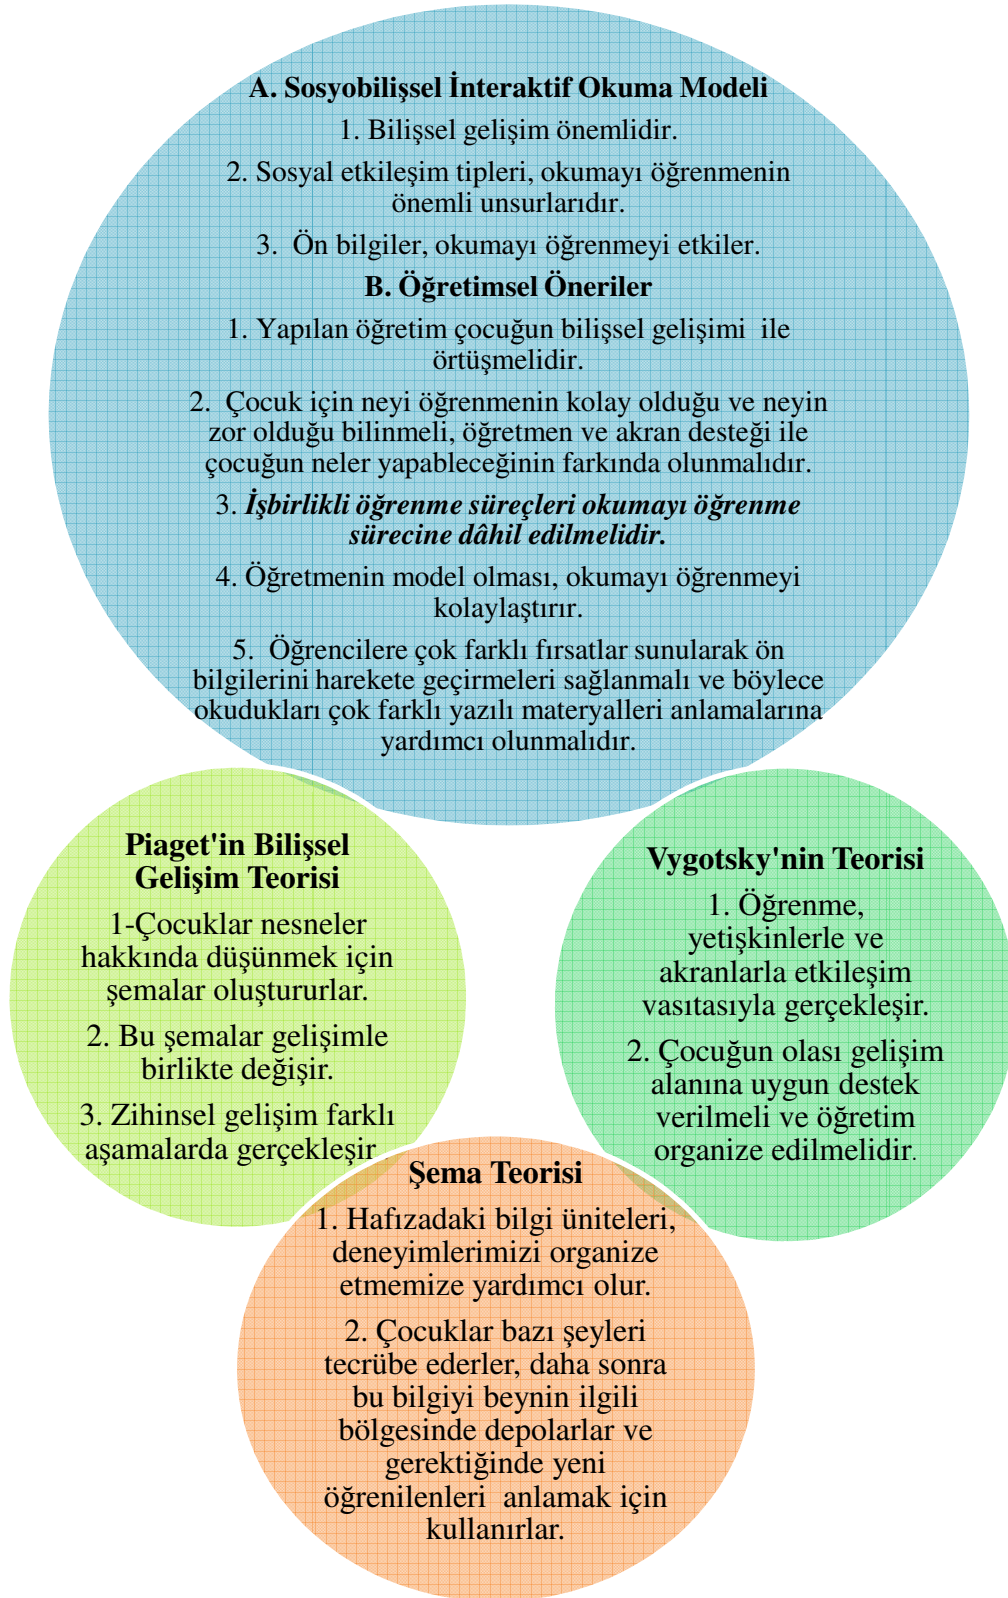 A. Sosyobilişsel İnteraktif Okuma Modeli
1. Bilişsel gelişim önemlidir.
2. Sosyal etkileşim tipleri, okumayı öğrenmenin
önemli unsurlarıdır.
3. Ön bilgiler, okumayı öğrenmeyi etkiler.
B. Öğretimsel Öneriler
1. Yapılan öğretim çocuğun bilişsel gelişimi ile
örtüşmelidir.
2. Çocuk için neyi öğrenmenin kolay olduğu ve neyin
zor olduğu bilinmeli, öğretmen ve akran desteği ile
çocuğun neler yapableceğinin farkında olunmalıdır.
3. İşbirlikli öğrenme süreçleri okumayı öğrenme
sürecine dâhil edilmelidir.
4. Öğretmenin model olması, okumayı öğrenmeyi
kolaylaştırır.
5. Öğrencilere çok farklı fırsatlar sunularak ön
bilgilerini harekete geçirmeleri sağlanmalı ve böylece
okudukları çok farklı yazılı materyalleri anlamalarına
yardımcı olunmalıdır.
Piaget'in Bilişsel
Gelişim Teorisi
1-Çocuklar nesneler
hakkında düşünmek için
şemalar oluştururlar.
2. Bu şemalar gelişimle
birlikte değişir.
3. Zihinsel gelişim farklı
aşamalarda gerçekleşir .
Vygotsky'nin Teorisi
1. Öğrenme,
yetişkinlerle ve
akranlarla etkileşim
vasıtasıyla gerçekleşir.
2. Çocuğun olası gelişim
alanına uygun destek
verilmeli ve öğretim
organize edilmelidir.
Şema Teorisi
1. Hafızadaki bilgi üniteleri,
deneyimlerimizi organize
etmemize yardımcı olur.
2. Çocuklar bazı şeyleri
tecrübe ederler, daha sonra
bu bilgiyi beynin ilgili
bölgesinde depolarlar ve
gerektiğinde yeni
öğrenilenleri anlamak için
kullanırlar.